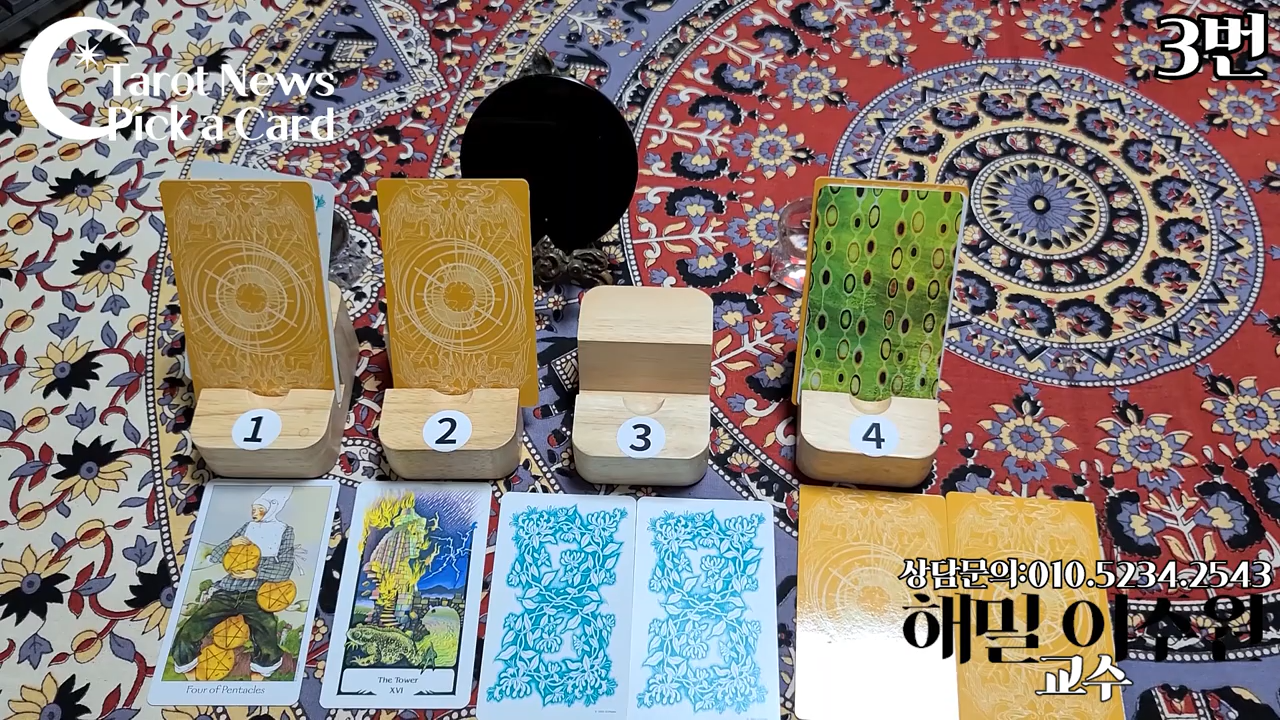 Tarot News
Pick a Card
3번
1
2
3
4
Four of Pentacles
The Tower
XVI
상담문의:010.5234.2543
해밀 이수원
교수